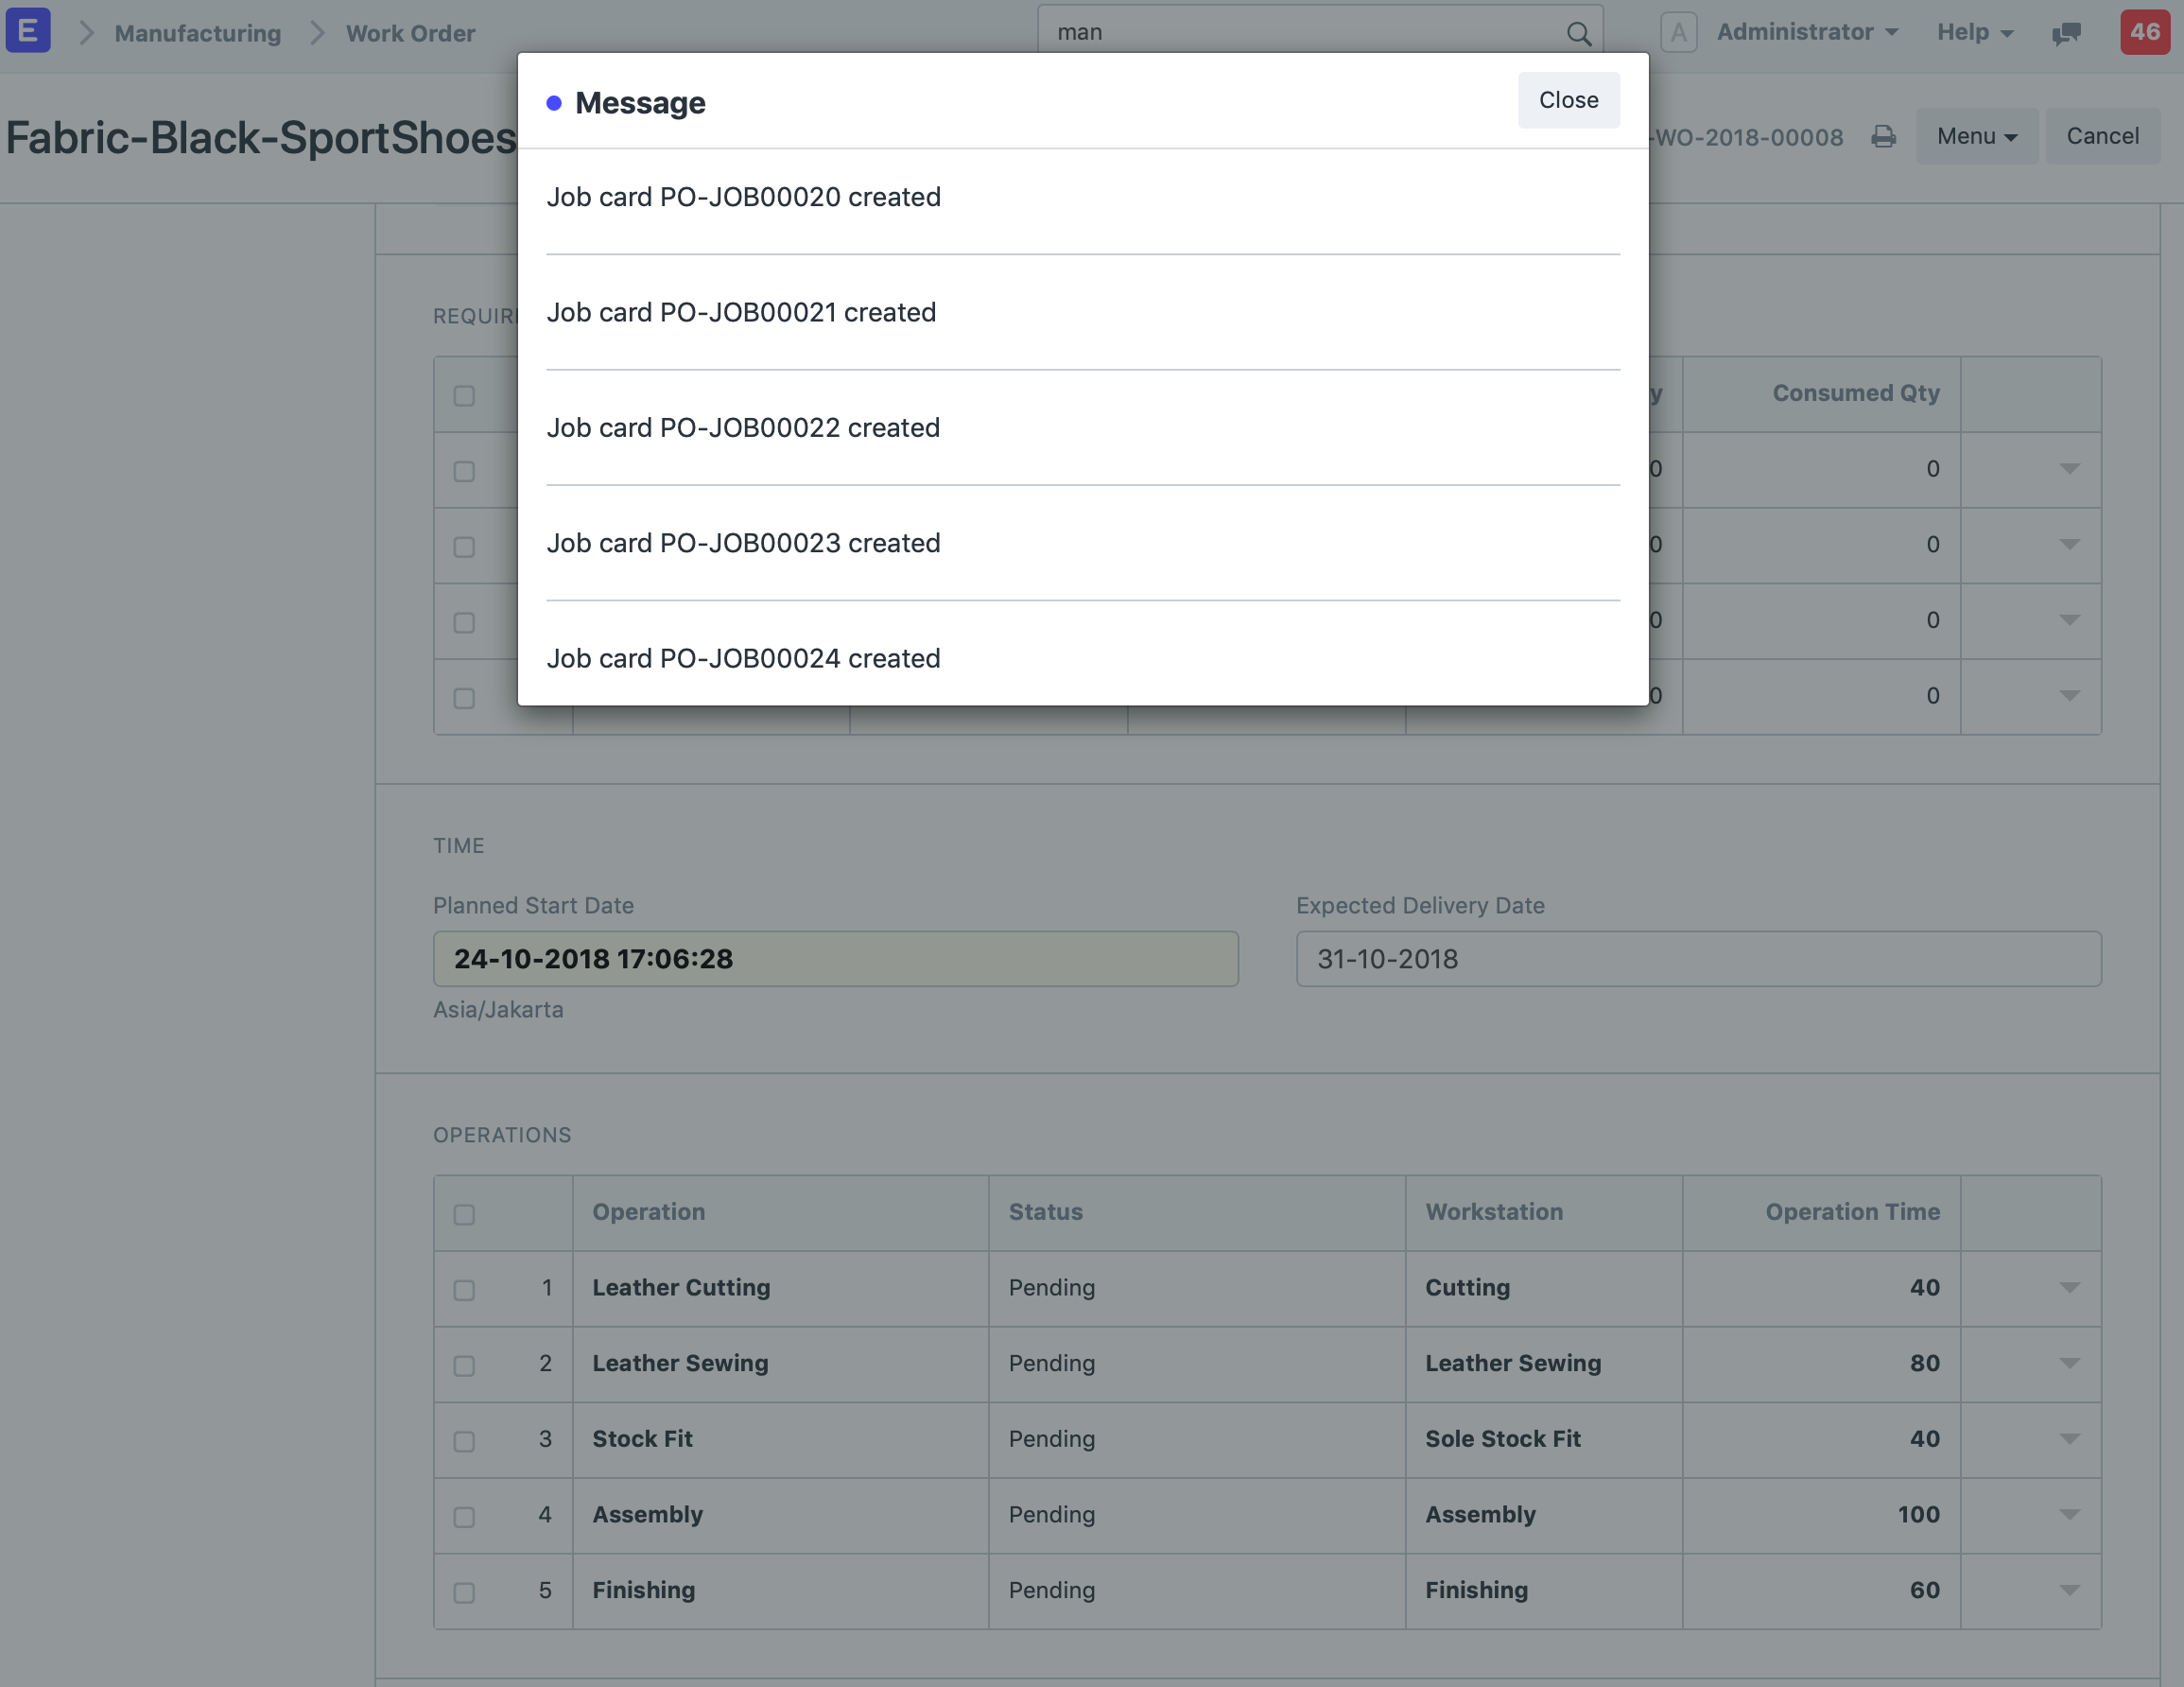 E Manufacturing Work Order man A Administrator Help 46
Message Close
Fabric-Black-SportShoes -WO-2018-00008 Menu Cancel
Job card PO-JOB00020 created
Job card PO-JOB00021 created
Job card PO-JOB00022 created
Job card PO-JOB00023 created
Job card PO-JOB00024 created
y Consumed Qty
0 0
0 0
0 0
0 0
TIME
Planned Start Date Expected Delivery Date
24-10-2018 17:06:28 31-10-2018
Asia/Jakarta
OPERATIONS
Operation Status Workstation Operation Time
1 Leather Cutting Pending Cutting 40
2 Leather Sewing Pending Leather Sewing 80
3 Stock Fit Pending Sole Stock Fit 40
4 Assembly Pending Assembly 100
5 Finishing Pending Finishing 60